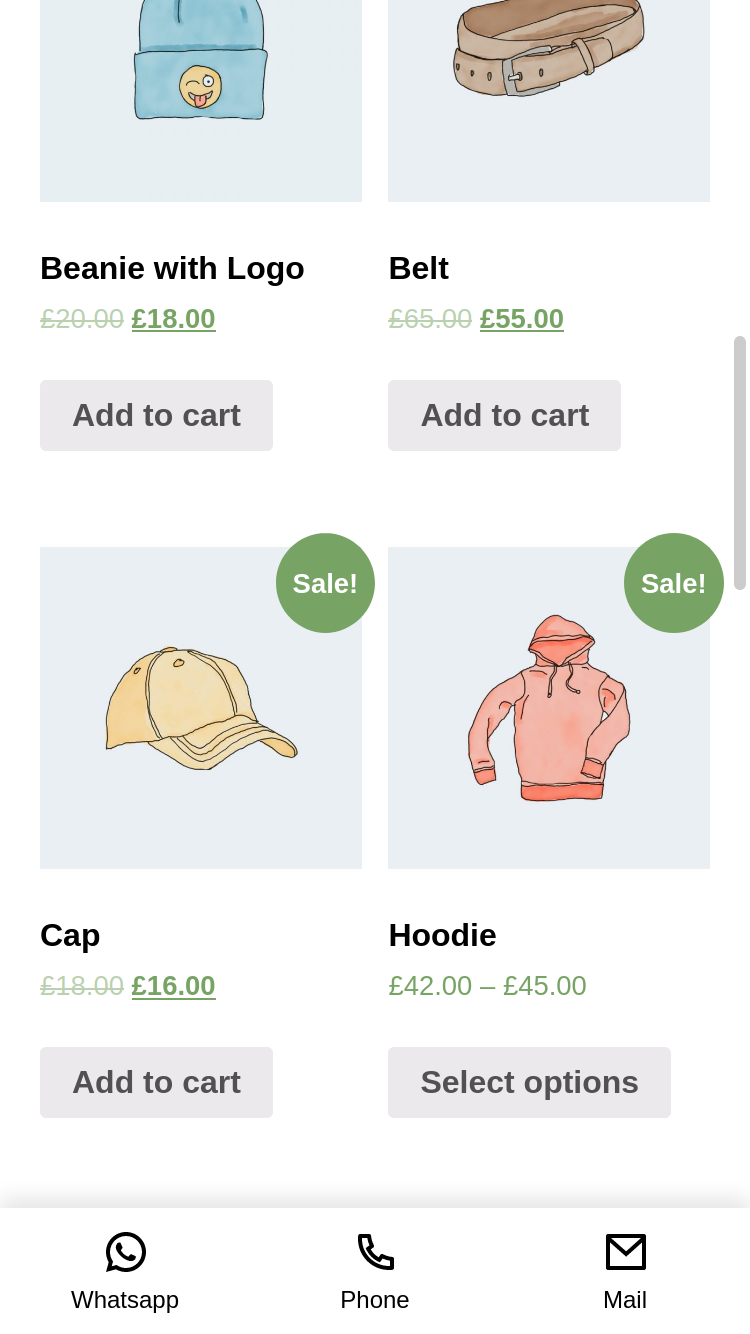 Beanie with Logo
£20.00 £18.00
Add to cart
Belt
£65.00 £55.00
Add to cart
Sale!
Cap
£18.00 £16.00
Add to cart
Sale!
Hoodie
£42.00 – £45.00
Select options
Whatsapp
Phone
Mail